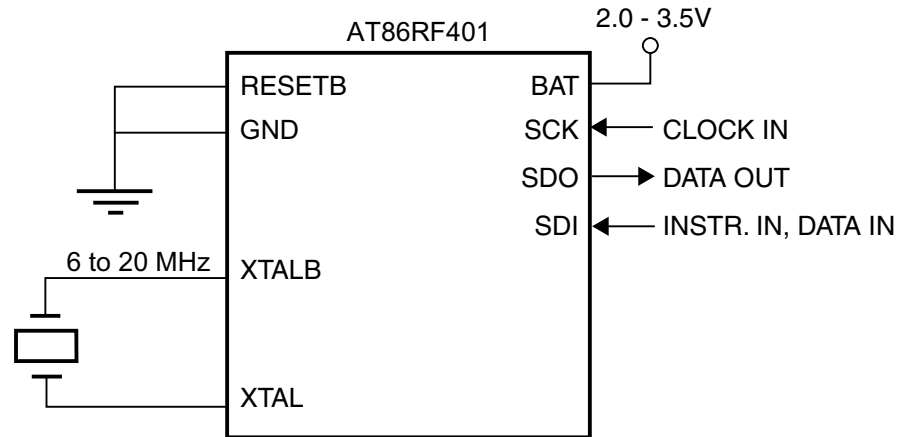 2.0 - 3.5V
AT86RF401
RESETB
BAT
GND
SCK
CLOCK IN
SDO
DATA OUT
SDI
INSTR. IN, DATA IN
6 to 20 MHz
XTALB
XTAL